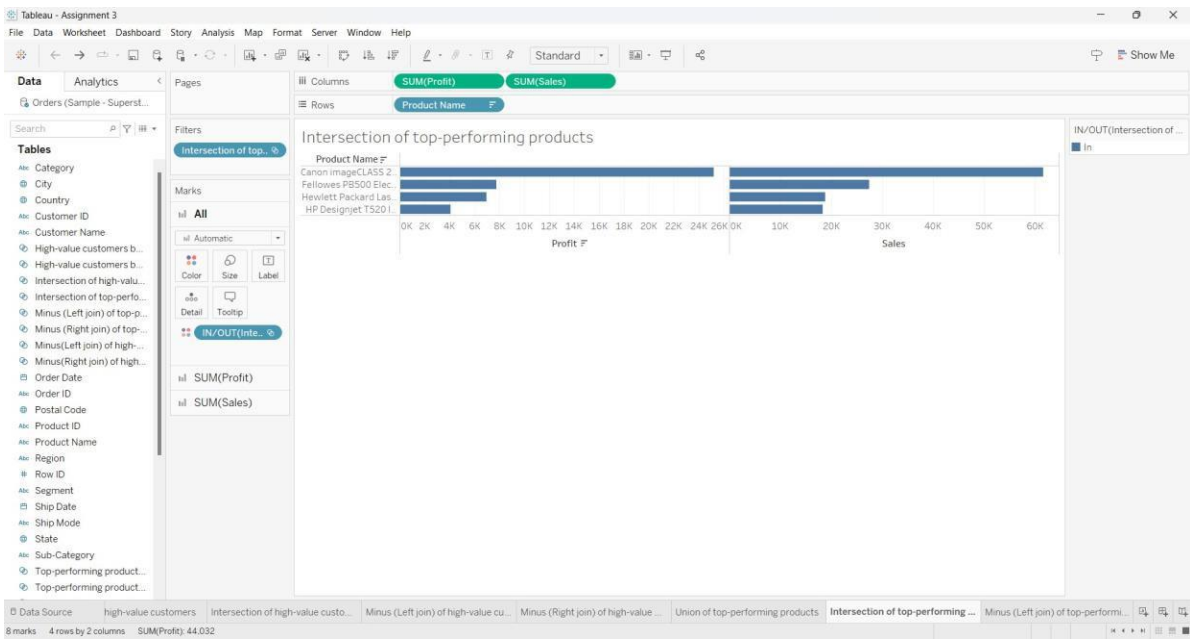 Tableau - Assignment 3
File Data Worksheet Dashboard Story Analysis Map Format Server Window Help
Standard
Show Me
Data Analytics
Pages
Columns SUM(Profit) SUM(Sales)
Orders (Sample - Superst...
Rows Product Name
Search
Filters
Intersection of top..
Tables
Abc Category
City
Country
Abc Customer ID
Abc Customer Name
High-value customers b...
High-value customers b...
Intersection of high-valu...
Intersection of top-perfo...
Minus (Left join) of top-p...
Minus (Right join) of top-...
Minus(Left join) of high-...
Minus(Right join) of high...
Order Date
Abc Order ID
Postal Code
Abc Product ID
Abc Product Name
Abc Region
# Row ID
Abc Segment
Ship Date
Abc Ship Mode
State
Abc Sub-Category
Top-performing product...
Top-performing product...
Marks
All
Automatic
Color Size Label
Detail Tooltip
IN/OUT(Inte..
SUM(Profit)
SUM(Sales)
Intersection of top-performing products
Product Name
Canon imageCLASS 2..
Fellowes PB500 Elec..
Hewlett Packard Las..
HP Designjet T520 I..
0K 2K 4K 6K 8K 10K 12K 14K 16K 18K 20K 22K 24K 26K 0K 10K 20K 30K 40K 50K 60K
Profit Sales
IN/OUT(Intersection of ...
In
Data Source high-value customers Intersection of high-value custo... Minus (Left join) of high-value cu... Minus (Right join) of high-value ... Union of top-performing products Intersection of top-performing ... Minus (Left join) of top-performi...
8 marks 4 rows by 2 columns SUM(Profit): 44,032